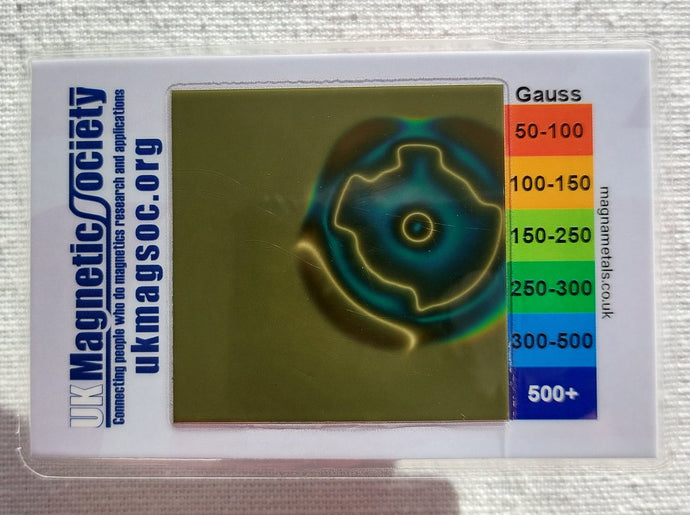 UK Magnetic Society
Connecting people who do magnetics research and applications
ukmagsoc.org
Gauss
50-100
100-150
150-250
250-300
300-500
500+
magnametals.co.uk